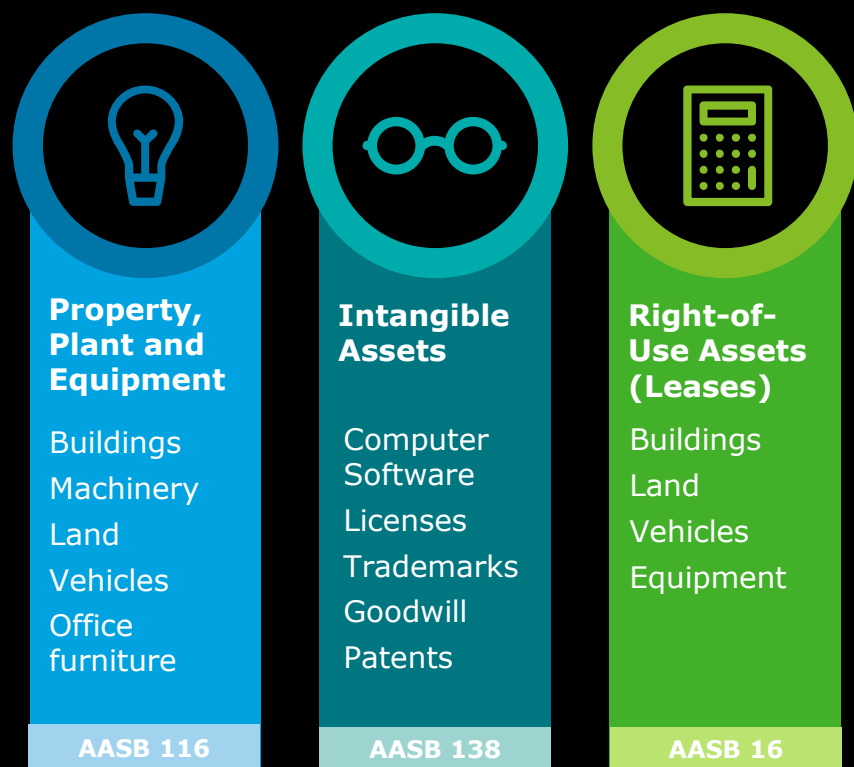 Property,
Plant and
Equipment
Buildings
Machinery
Land
Vehicles
Office
furniture
AASB 116
Intangible
Assets
Computer
Software
Licenses
Trademarks
Goodwill
Patents
AASB 138
Right-of-
Use Assets
(Leases)
Buildings
Land
Vehicles
Equipment
AASB 16